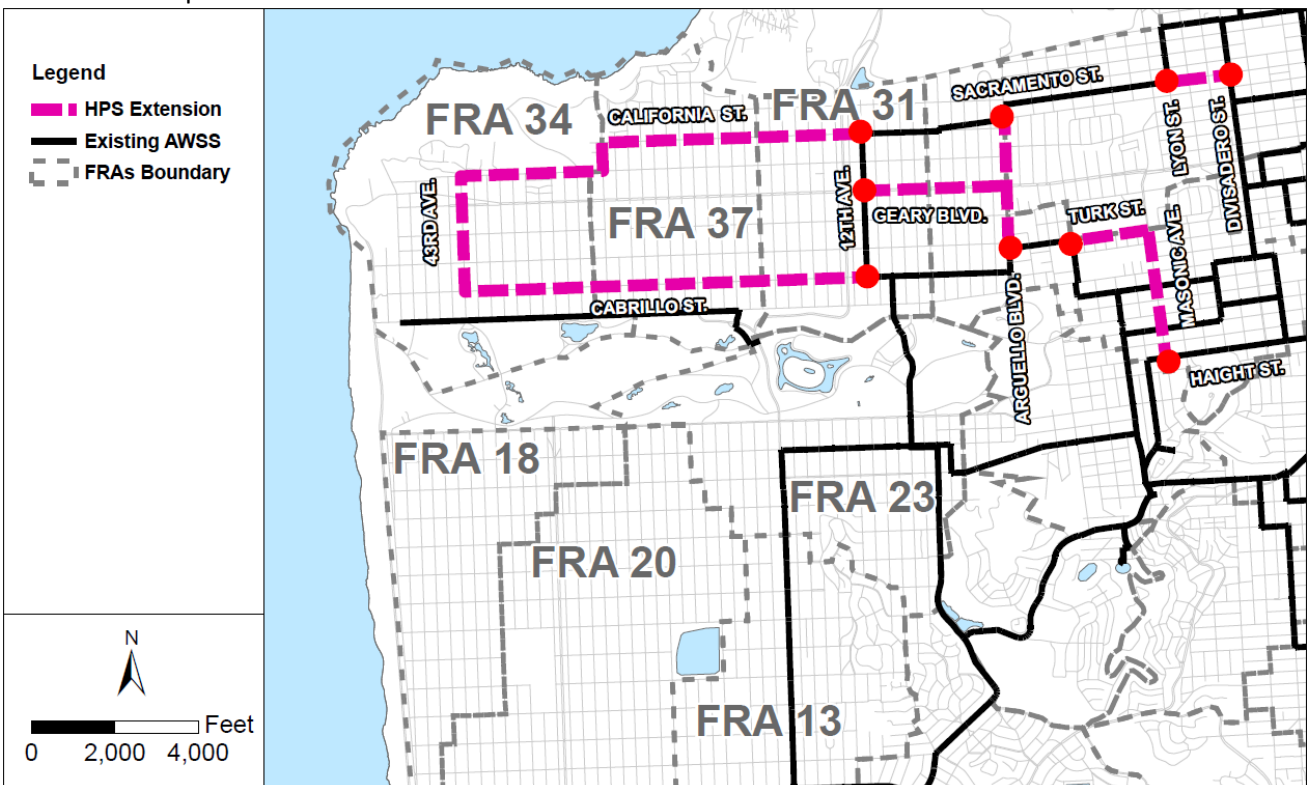 Legend
HPS Extension
Existing AWSS
FRAs Boundary
N
Feet
0 2,000 4,000
FRA 34
CALIFORNIA ST.
FRA 31
SACRAMENTO ST.
LYON ST.
DIVISADERO ST.
43RD AVE.
FRA 37
12TH AVE.
GEARY BLVD.
TURK ST.
MASONIC AVE.
CABRILLO ST.
ARGUELLO BLVD.
HAIGHT ST.
FRA 18
FRA 23
FRA 20
FRA 13